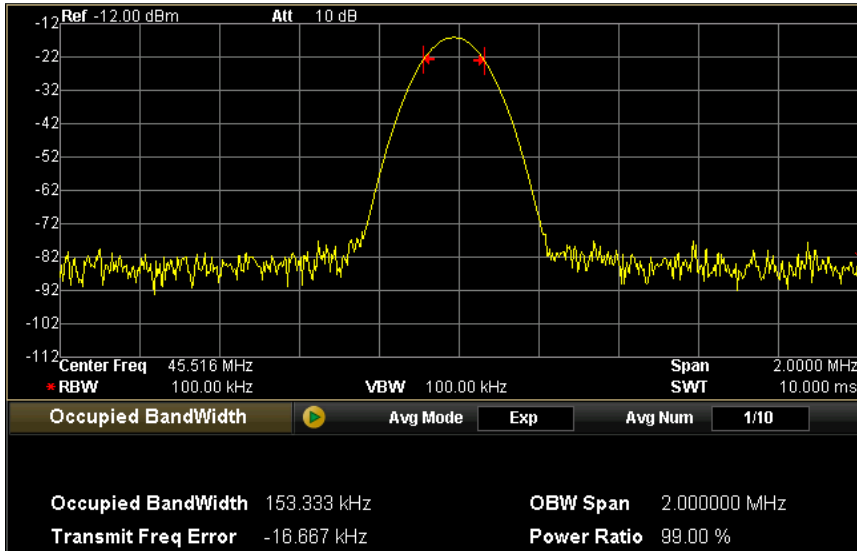 Ref -12.00 dBm Att 10 dB
-12
-22
-32
-42
-52
-62
-72
-82
-92
-102
-112
Center Freq 45.516 MHz Span 2.0000 MHz
*RBW 100.00 kHz VBW 100.00 kHz SWT 10.000 ms
Occupied BandWidth Avg Mode Exp Avg Num 1/10
Occupied BandWidth 153.333 kHz OBW Span 2.000000 MHz
Transmit Freq Error -16.667 kHz Power Ratio 99.00 %